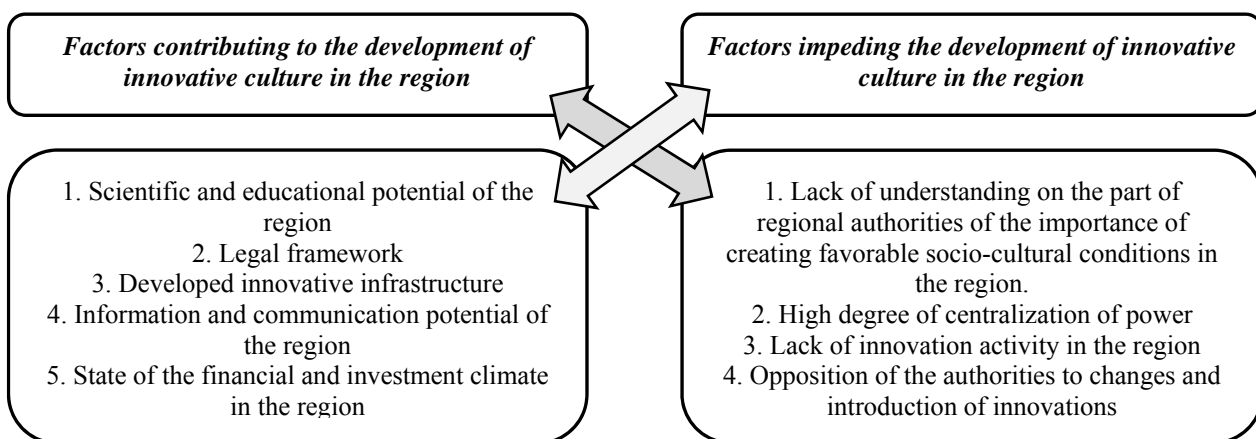 Factors contributing to the development of
innovative culture in the region
Factors impeding the development of innovative
culture in the region
1. Scientific and educational potential of the
region
2. Legal framework
3. Developed innovative infrastructure
4. Information and communication potential of
the region
5. State of the financial and investment climate
in the region
1. Lack of understanding on the part of
regional authorities of the importance of
creating favorable socio-cultural conditions in
the region.
2. High degree of centralization of power
3. Lack of innovation activity in the region
4. Opposition of the authorities to changes and
introduction of innovations